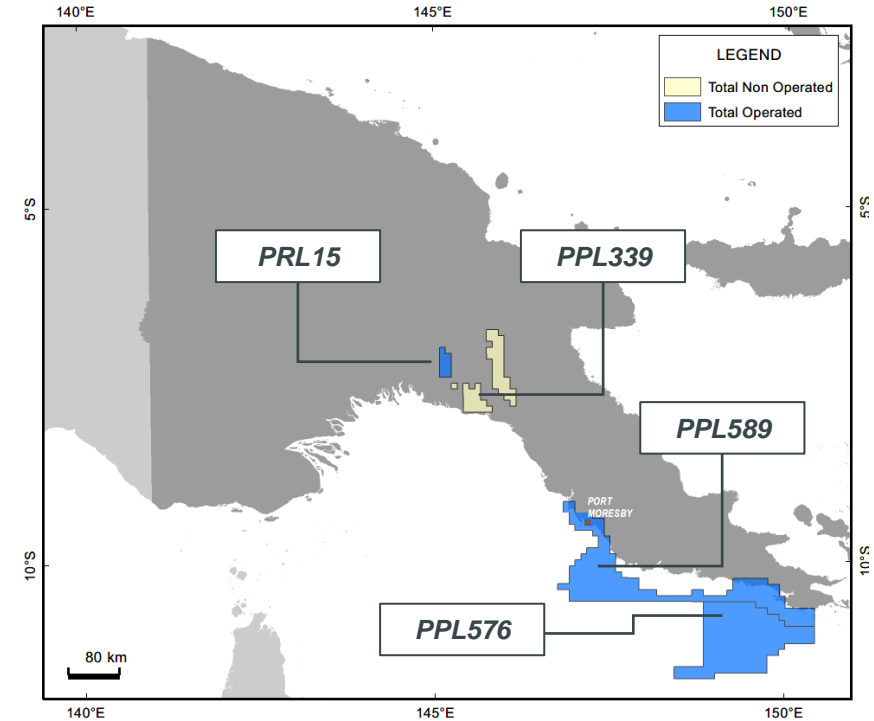 140°E 145°E 150°E
LEGEND
Total Non Operated
Total Operated
5°S 5°S
PRL15 PPL339
PPL589
PORT
MORESBY
10°S 10°S
PPL576
80 km
140°E 145°E 150°E